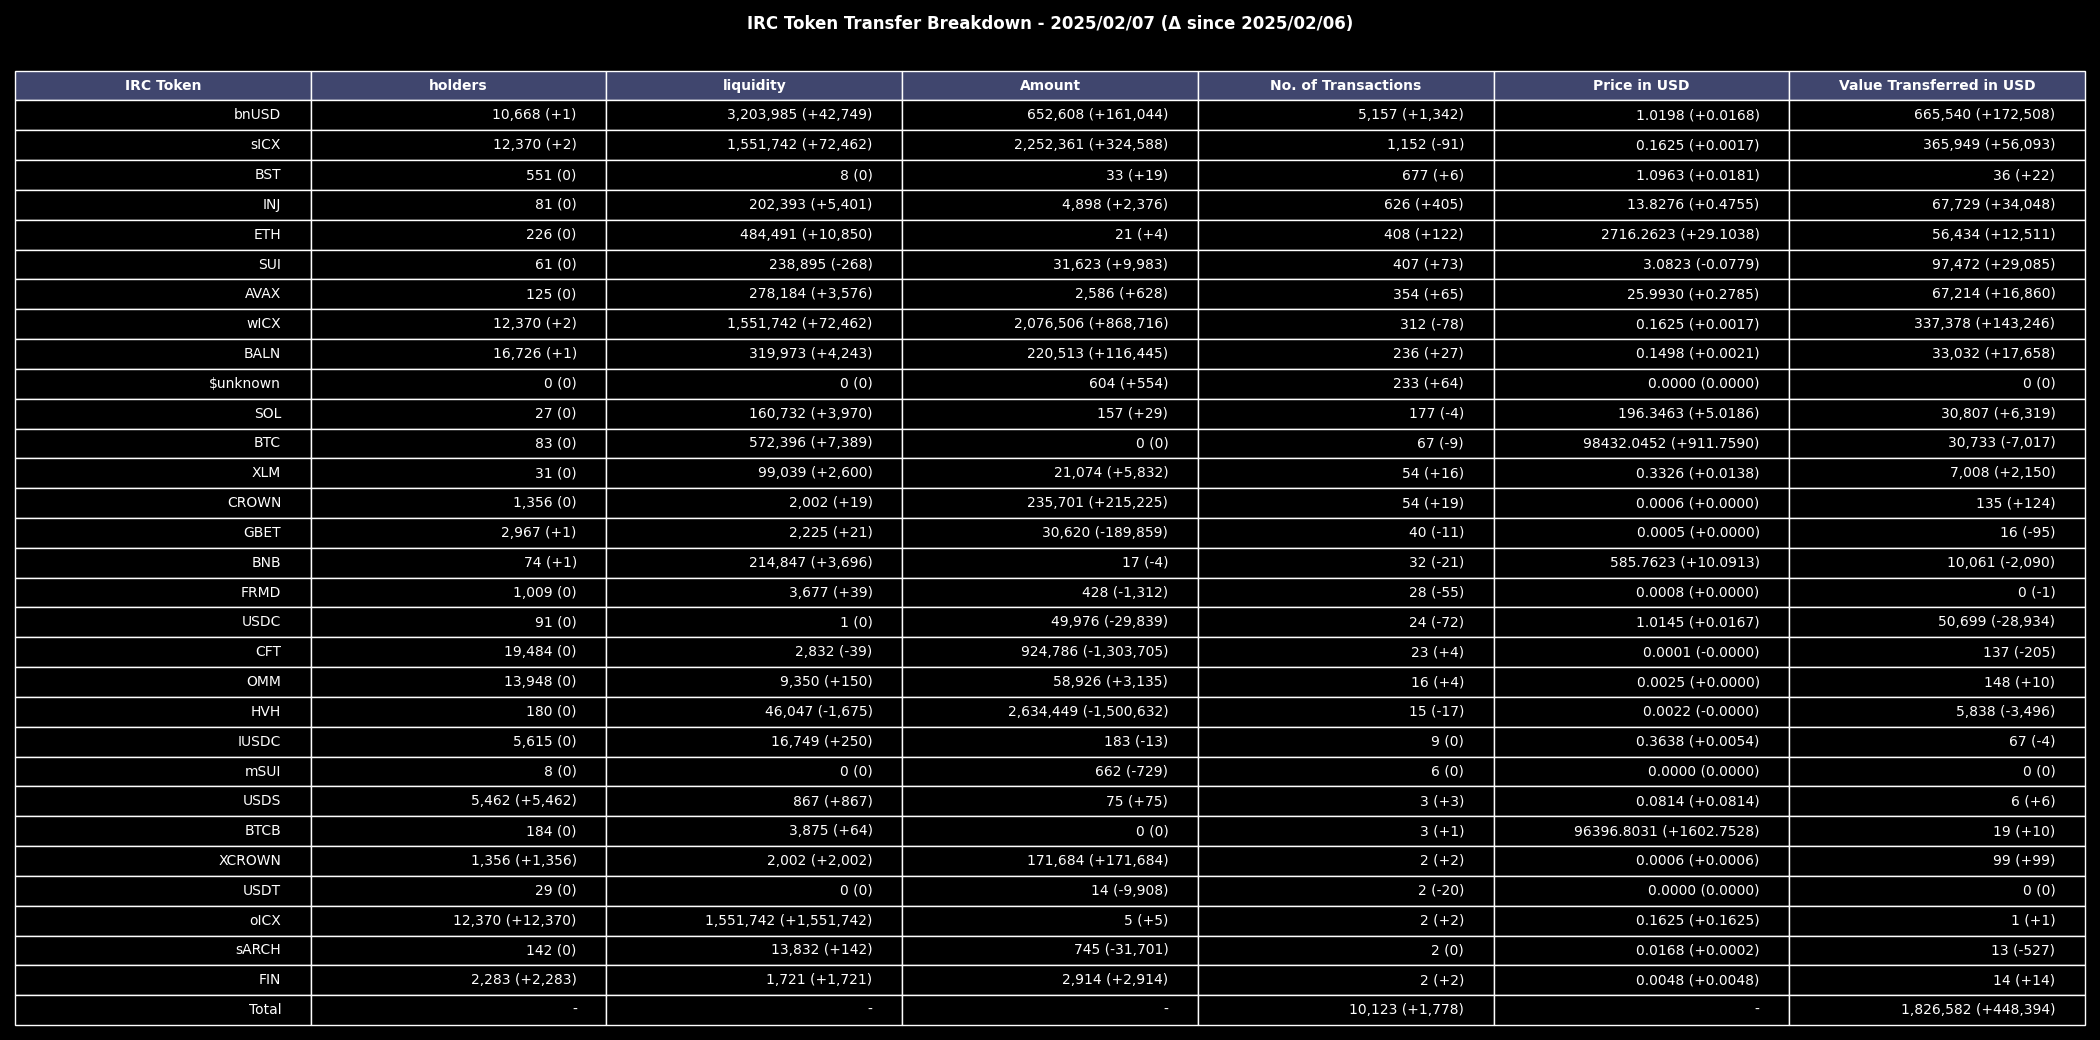 IRC Token Transfer Breakdown - 2025/02/07 (Δ since 2025/02/06)
IRC Token holders liquidity Amount No. of Transactions Price in USD Value Transferred in USD
bnUSD 10,668 (+1) 3,203,985 (+42,749) 652,608 (+161,044) 5,157 (+1,342) 1.0198 (+0.0168) 665,540 (+172,508)
sICX 12,370 (+2) 1,551,742 (+72,462) 2,252,361 (+324,588) 1,152 (-91) 0.1625 (+0.0017) 365,949 (+56,093)
BST 551 (0) 8 (0) 33 (+19) 677 (+6) 1.0963 (+0.0181) 36 (+22)
INJ 81 (0) 202,393 (+5,401) 4,898 (+2,376) 626 (+405) 13.8276 (+0.4755) 67,729 (+34,048)
ETH 226 (0) 484,491 (+10,850) 21 (+4) 408 (+122) 2716.2623 (+29.1038) 56,434 (+12,511)
SUI 61 (0) 238,895 (-268) 31,623 (+9,983) 407 (+73) 3.0823 (-0.0779) 97,472 (+29,085)
AVAX 125 (0) 278,184 (+3,576) 2,586 (+628) 354 (+65) 25.9930 (+0.2785) 67,214 (+16,860)
wICX 12,370 (+2) 1,551,742 (+72,462) 2,076,506 (+868,716) 312 (-78) 0.1625 (+0.0017) 337,378 (+143,246)
BALN 16,726 (+1) 319,973 (+4,243) 220,513 (+116,445) 236 (+27) 0.1498 (+0.0021) 33,032 (+17,658)
$unknown 0 (0) 0 (0) 604 (+554) 233 (+64) 0.0000 (0.0000) 0 (0)
SOL 27 (0) 160,732 (+3,970) 157 (+29) 177 (-4) 196.3463 (+5.0186) 30,807 (+6,319)
BTC 83 (0) 572,396 (+7,389) 0 (0) 67 (-9) 98432.0452 (+911.7590) 30,733 (-7,017)
XLM 31 (0) 99,039 (+2,600) 21,074 (+5,832) 54 (+16) 0.3326 (+0.0138) 7,008 (+2,150)
CROWN 1,356 (0) 2,002 (+19) 235,701 (+215,225) 54 (+19) 0.0006 (+0.0000) 135 (+124)
GBET 2,967 (+1) 2,225 (+21) 30,620 (-189,859) 40 (-11) 0.0005 (+0.0000) 16 (-95)
BNB 74 (+1) 214,847 (+3,696) 17 (-4) 32 (-21) 585.7623 (+10.0913) 10,061 (-2,090)
FRMD 1,009 (0) 3,677 (+39) 428 (-1,312) 28 (-55) 0.0008 (+0.0000) 0 (-1)
USDC 91 (0) 1 (0) 49,976 (-29,839) 24 (-72) 1.0145 (+0.0167) 50,699 (-28,934)
CFT 19,484 (0) 2,832 (-39) 924,786 (-1,303,705) 23 (+4) 0.0001 (-0.0000) 137 (-205)
OMM 13,948 (0) 9,350 (+150) 58,926 (+3,135) 16 (+4) 0.0025 (+0.0000) 148 (+10)
HVH 180 (0) 46,047 (-1,675) 2,634,449 (-1,500,632) 15 (-17) 0.0022 (-0.0000) 5,838 (-3,496)
IUSDC 5,615 (0) 16,749 (+250) 183 (-13) 9 (0) 0.3638 (+0.0054) 67 (-4)
mSUI 8 (0) 0 (0) 662 (-729) 6 (0) 0.0000 (0.0000) 0 (0)
USDS 5,462 (+5,462) 867 (+867) 75 (+75) 3 (+3) 0.0814 (+0.0814) 6 (+6)
BTCB 184 (0) 3,875 (+64) 0 (0) 3 (+1) 96396.8031 (+1602.7528) 19 (+10)
XCROWN 1,356 (+1,356) 2,002 (+2,002) 171,684 (+171,684) 2 (+2) 0.0006 (+0.0006) 99 (+99)
USDT 29 (0) 0 (0) 14 (-9,908) 2 (-20) 0.0000 (0.0000) 0 (0)
oICX 12,370 (+12,370) 1,551,742 (+1,551,742) 5 (+5) 2 (+2) 0.1625 (+0.1625) 1 (+1)
sARCH 142 (0) 13,832 (+142) 745 (-31,701) 2 (0) 0.0168 (+0.0002) 13 (-527)
FIN 2,283 (+2,283) 1,721 (+1,721) 2,914 (+2,914) 2 (+2) 0.0048 (+0.0048) 14 (+14)
Total - - - 10,123 (+1,778) - 1,826,582 (+448,394)